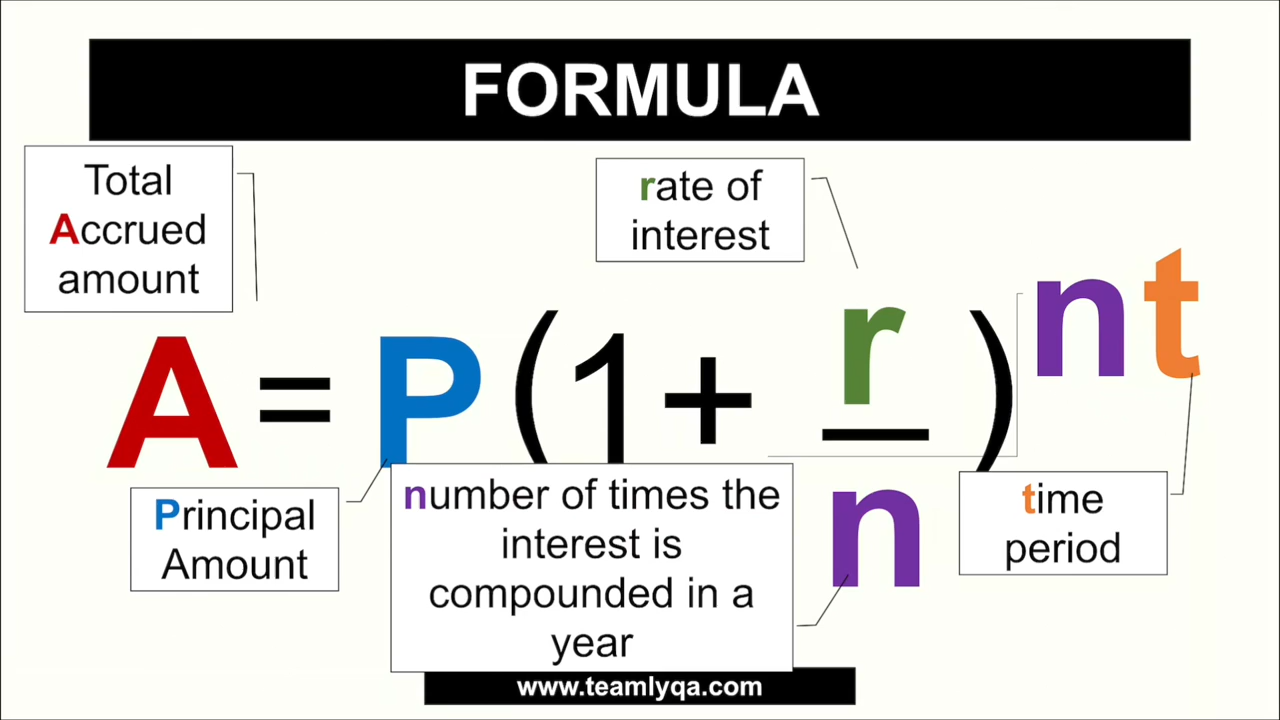 FORMULA
Total
Accrued
amount
rate of
interest
A = P(1+ r/n)^nt
Principal
Amount
number of times the
interest is
compounded in a
year
time
period
www.teamlyqa.com